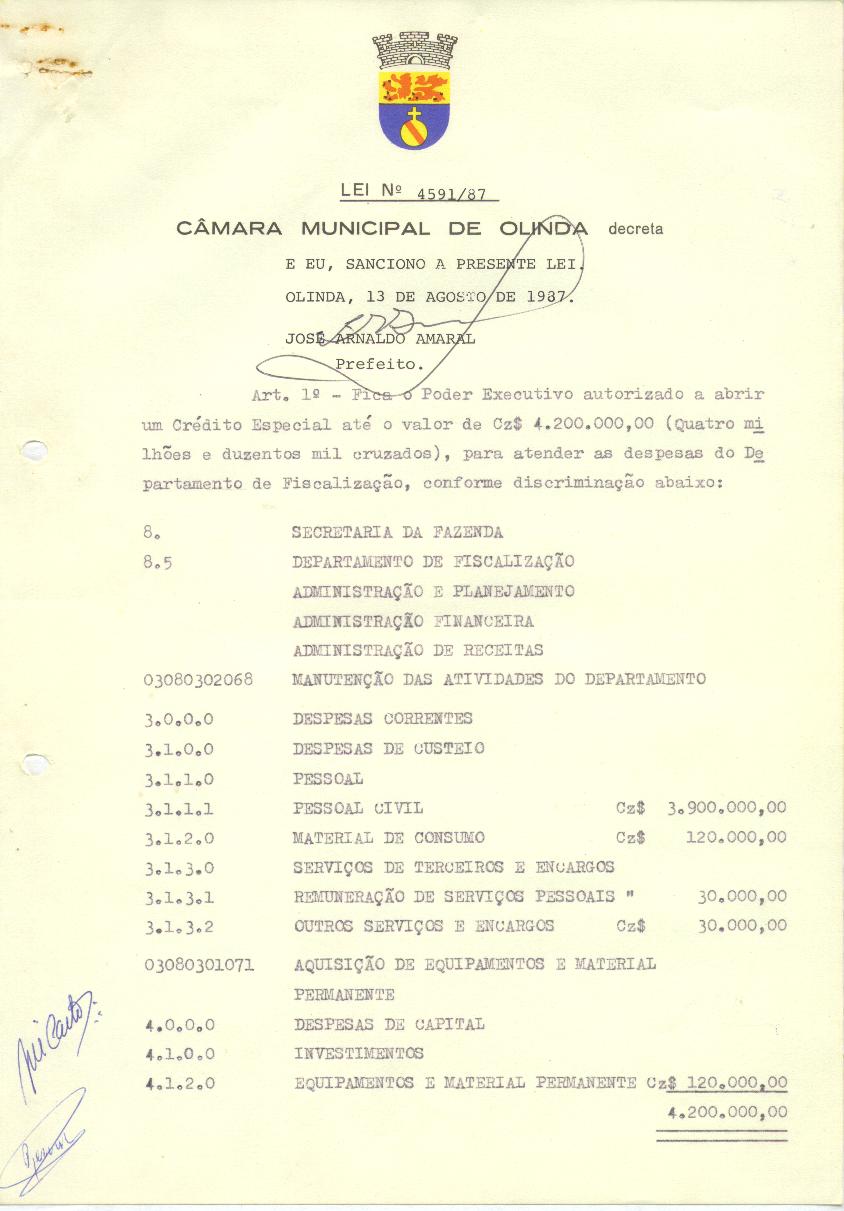 LEI Nº 4591/87
CÂMARA MUNICIPAL DE OLINDA decreta
E EU, SANCIONO A PRESENTE LEI.
OLINDA, 13 DE AGOSTO DE 1987.
JOSÉ ARNALDO AMARAL
Prefeito.
Art. 1º - Fica o Poder Executivo autorizado a abrir
um Crédito Especial até o valor de Cz$ 4.200.000,00 (Quatro mi
lhões e duzentos mil cruzados), para atender as despesas do De
partamento de Fiscalização, conforme discriminação abaixo:
8. SECRETARIA DA FAZENDA
8.5 DEPARTAMENTO DE FISCALIZAÇÃO
ADMINISTRAÇÃO E PLANEJAMENTO
ADMINISTRAÇÃO FINANCEIRA
ADMINISTRAÇÃO DE RECEITAS
03080302068 MANUTENÇÃO DAS ATIVIDADES DO DEPARTAMENTO
3.0.0.0 DESPESAS CORRENTES
3.1.0.0 DESPESAS DE CUSTEIO
3.1.1.0 PESSOAL
3.1.1.1 PESSOAL CIVIL Cz$ 3.900.000,00
3.1.2.0 MATERIAL DE CONSUMO Cz$ 120.000,00
3.1.3.0 SERVIÇOS DE TERCEIROS E ENCARGOS
3.1.3.1 REMUNERAÇÃO DE SERVIÇOS PESSOAIS " 30.000,00
3.1.3.2 OUTROS SERVIÇOS E ENCARGOS Cz$ 30.000,00
03080301071 AQUISIÇÃO DE EQUIPAMENTOS E MATERIAL
PERMANENTE
4.0.0.0 DESPESAS DE CAPITAL
4.1.0.0 INVESTIMENTOS
4.1.2.0 EQUIPAMENTOS E MATERIAL PERMANENTE Cz$ 120.000,00
4.200.000,00